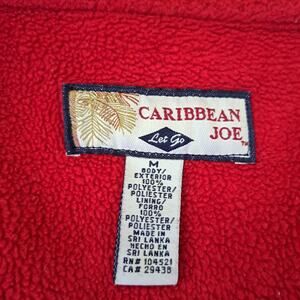 CARIBBEAN
JOE
Let Go
TM
M
BODY/
EXTERIOR
100%
POLYESTER/
POLIESTER
LINING/
FORRO
100%
POLYESTER/
POLIESTER
MADE IN
SRI LANKA
HECHO EN
SRI LANKA
RN# 104521
CA# 29438